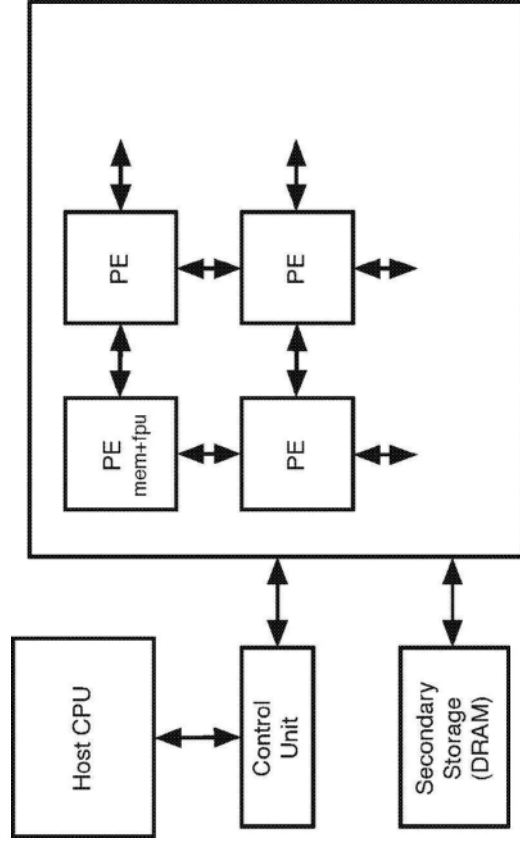 Host CPU
Control
Unit
Secondary
Storage
(DRAM)
PE
mem+fpu
PE
PE
PE